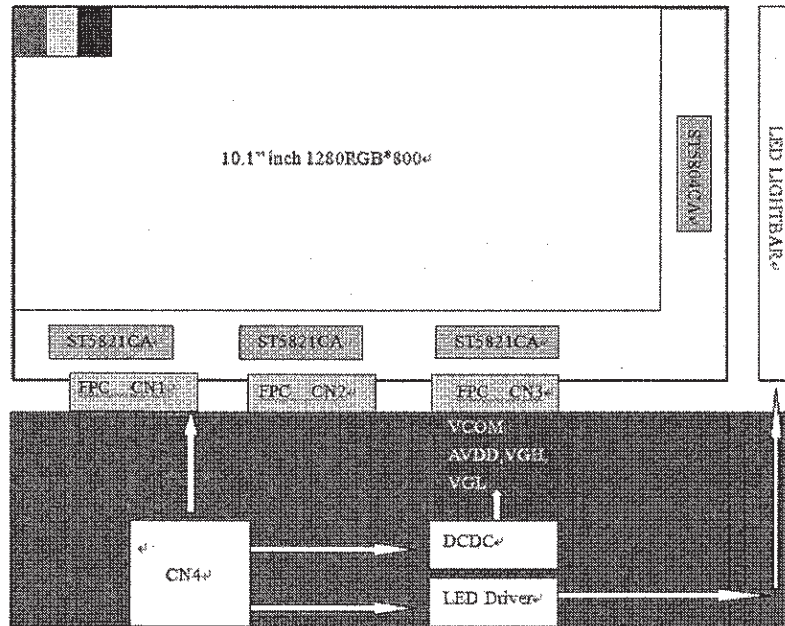 10.1” inch 1280RGB*800↵
ST5804CA
LED LIGHTBAR↵
ST5821CA↵
ST5821CA↵
ST5821CA↵
FPC CN1↵
FPC CN2↵
FPC CN3↵
VCOM
AVDD,VGH,
VGL
↵
CN4↵
DCDC↵
LED Driver↵